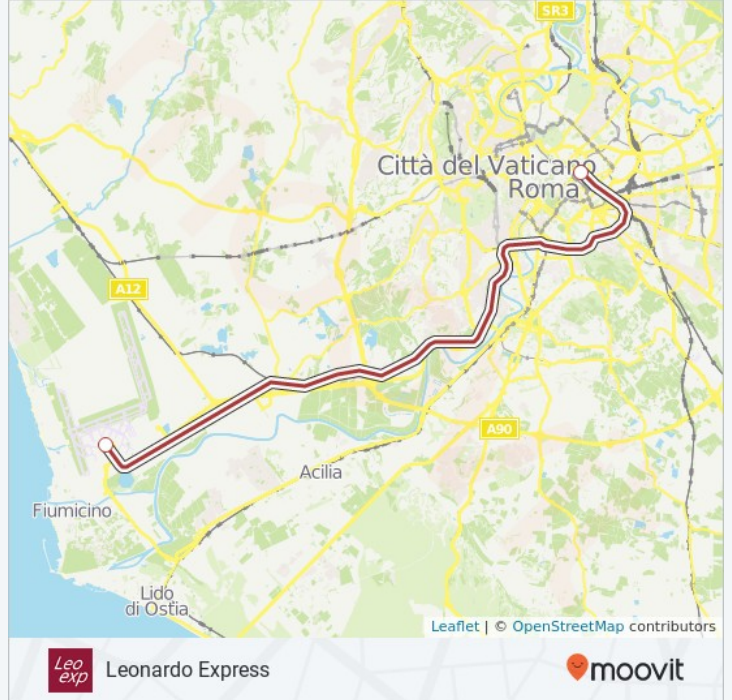 SR3
Città del Vaticano
Roma
A12
A90
Acilia
Fiumicino
Lido
di Ostia
Leaflet | © OpenStreetMap contributors
Leo
exp
Leonardo Express
moovit